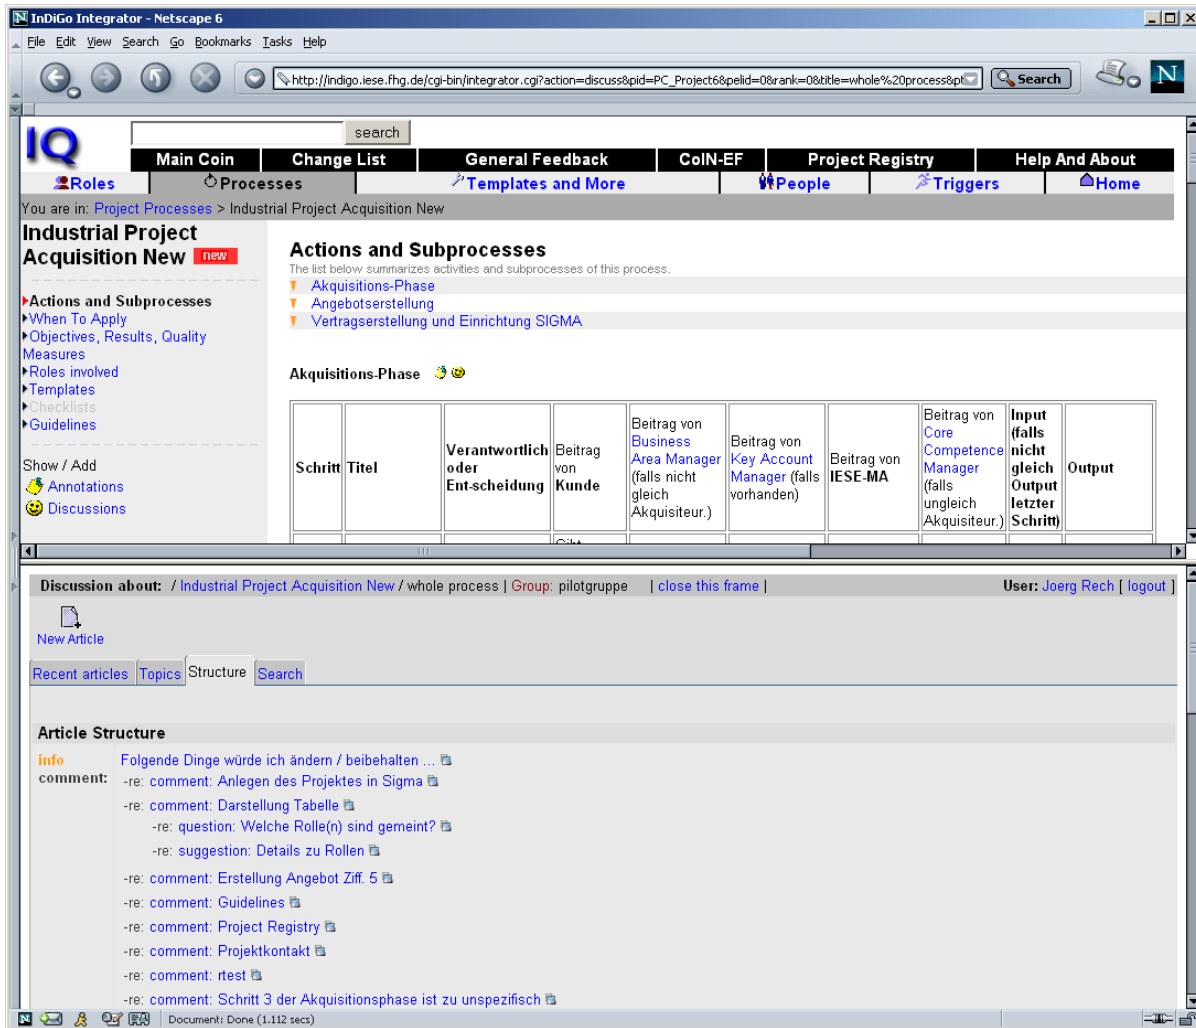 InDiGo Integrator - Netscape 6
File Edit View Search Go Bookmarks Tasks Help
http://indigo.iese.fhg.de/cgi-bin/integrator.cgi?action=discuss&pid=PC_Project6&pelid=0&rank=0&title=whole%20process&pt
Search
N
IQ
search
Main Coin Change List General Feedback CoIN-EF Project Registry Help And About
Roles Processes Templates and More People Triggers Home
You are in: Project Processes > Industrial Project Acquisition New
Industrial Project
Acquisition New new
Actions and Subprocesses
When To Apply
Objectives, Results, Quality
Measures
Roles involved
Templates
Checklists
Guidelines
Show / Add
Annotations
Discussions
Actions and Subprocesses
The list below summarizes activities and subprocesses of this process.
Akquisitions-Phase
Angebotserstellung
Vertragserstellung und Einrichtung SIGMA
Akquisitions-Phase
Schritt
Titel
Verantwortlich
oder
Ent-scheidung
Beitrag
von
Kunde
Beitrag von
Business
Area Manager
(falls nicht
gleich
Akquisiteur.)
Beitrag von
Key Account
Manager (falls
vorhanden)
Beitrag von
IESE-MA
Beitrag von
Core
Competence
Manager
(falls
ungleich
Akquisiteur.)
Input
(falls
nicht
gleich
Output
letzter
Schritt)
Output
Discussion about: / Industrial Project Acquisition New / whole process | Group: pilotgruppe | close this frame | User: Joerg Rech [ logout ]
New Article
Recent articles Topics Structure Search
Article Structure
info
comment:
Folgende Dinge würde ich ändern / beibehalten ...
-re: comment: Anlegen des Projektes in Sigma
-re: comment: Darstellung Tabelle
-re: question: Welche Rolle(n) sind gemeint?
-re: suggestion: Details zu Rollen
-re: comment: Erstellung Angebot Ziff. 5
-re: comment: Guidelines
-re: comment: Project Registry
-re: comment: Projektkontakt
-re: comment: rtest
-re: comment: Schritt 3 der Akquisitionsphase ist zu unspezifisch
Document: Done (1.112 secs)